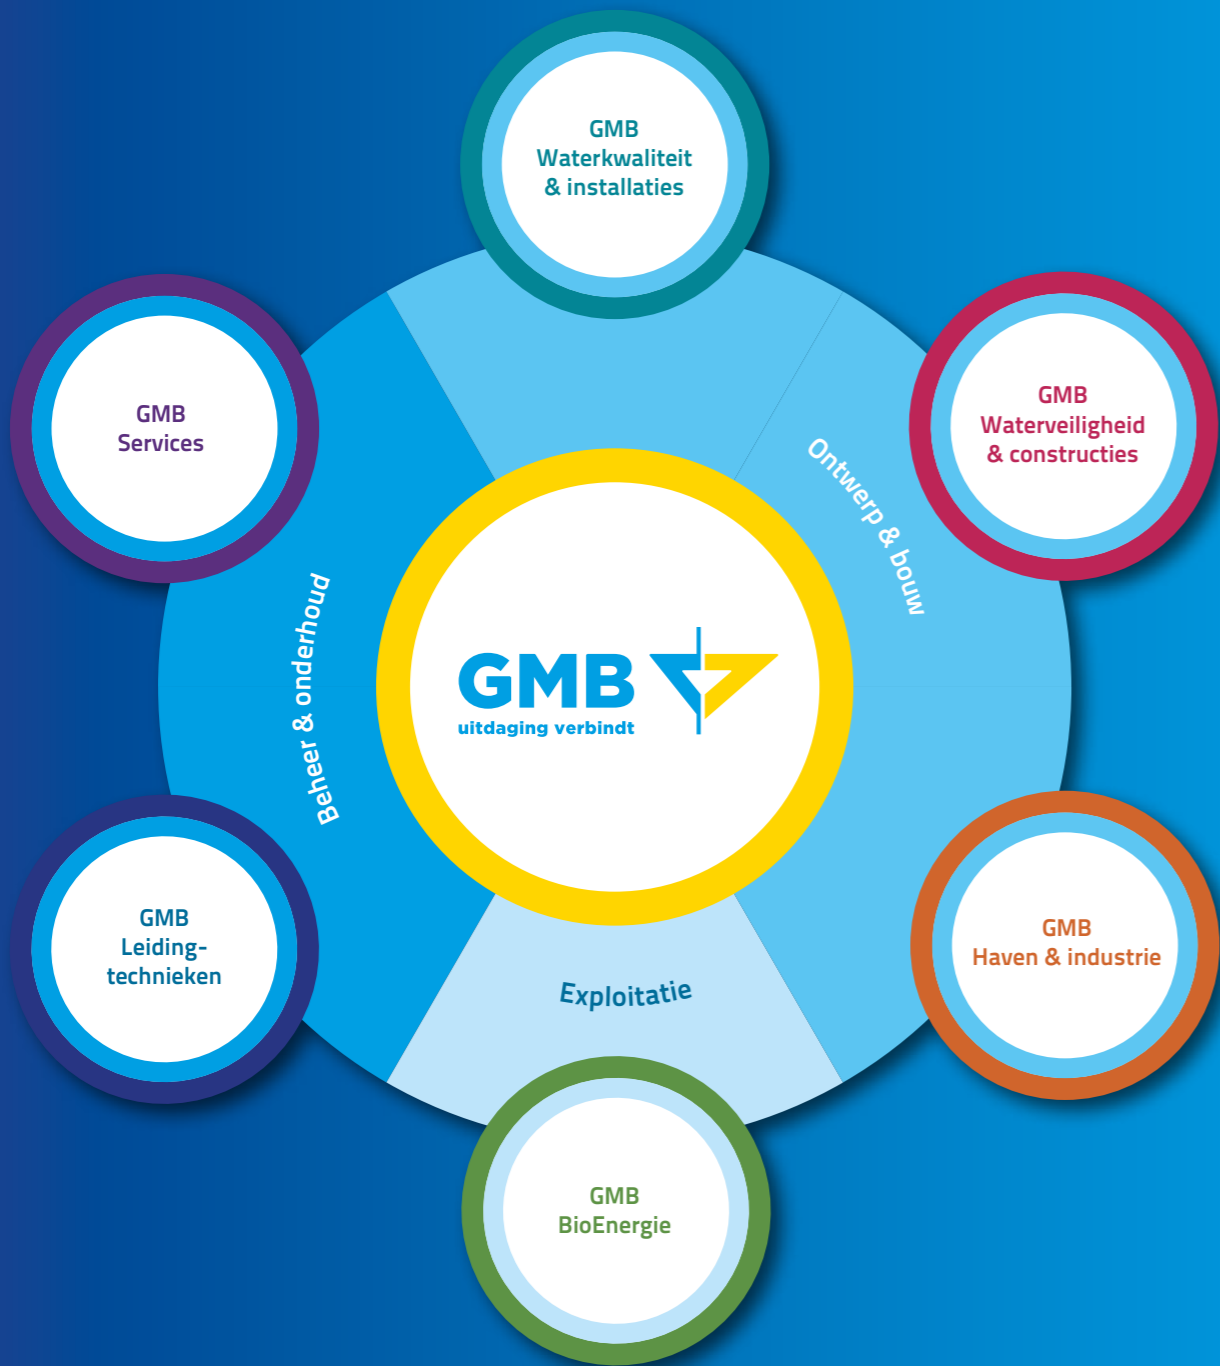 GMB
Waterkwaliteit
& installaties
GMB
Services
GMB
Waterveiligheid
& constructies
Ontwerp & bouw
Beheer & onderhoud
GMB
uitdaging verbindt
GMB
Leiding-
technieken
GMB
Haven & industrie
Exploitatie
GMB
BioEnergie